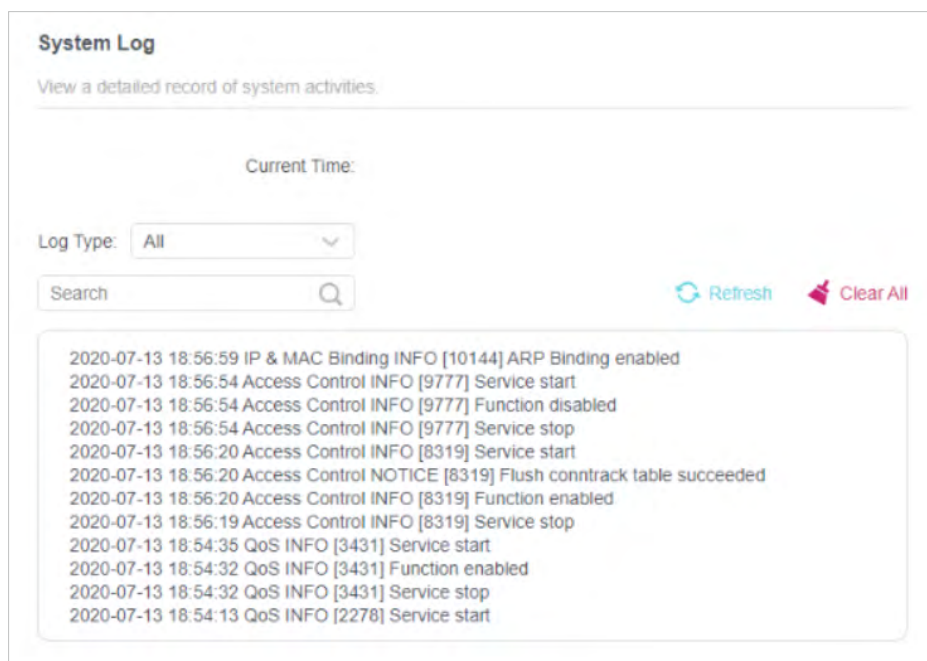 System Log
View a detailed record of system activities.
Current Time:
Log Type: All
Search
Refresh Clear All
2020-07-13 18:56:59 IP & MAC Binding INFO [10144] ARP Binding enabled
2020-07-13 18:56:54 Access Control INFO [9777] Service start
2020-07-13 18:56:54 Access Control INFO [9777] Function disabled
2020-07-13 18:56:54 Access Control INFO [9777] Service stop
2020-07-13 18:56:20 Access Control INFO [8319] Service start
2020-07-13 18:56:20 Access Control NOTICE [8319] Flush conntrack table succeeded
2020-07-13 18:56:20 Access Control INFO [8319] Function enabled
2020-07-13 18:56:19 Access Control INFO [8319] Service stop
2020-07-13 18:54:35 QoS INFO [3431] Service start
2020-07-13 18:54:32 QoS INFO [3431] Function enabled
2020-07-13 18:54:32 QoS INFO [3431] Service stop
2020-07-13 18:54:13 QoS INFO [2278] Service start